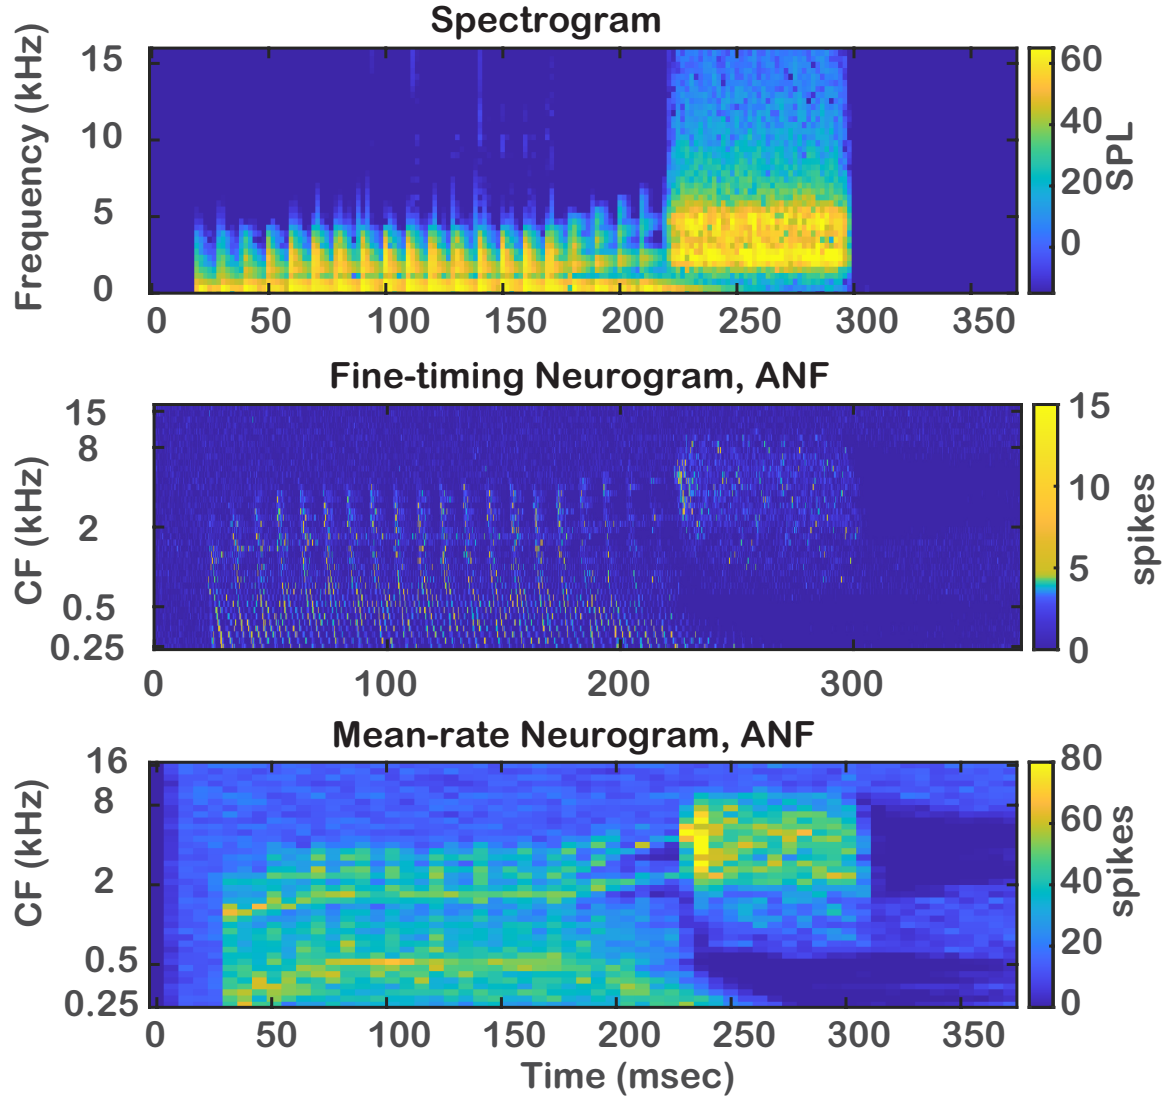 Spectrogram
Frequency (kHz)
15
10
5
0
0 50 100 150 200 250 300 350
60
40
20
0
SPL
Fine-timing Neurogram, ANF
CF (kHz)
15
8
2
0.5
0.25
0 100 200 300
15
10
5
0
spikes
Mean-rate Neurogram, ANF
CF (kHz)
16
8
2
0.5
0.25
0 50 100 150 200 250 300 350
Time (msec)
80
60
40
20
0
spikes